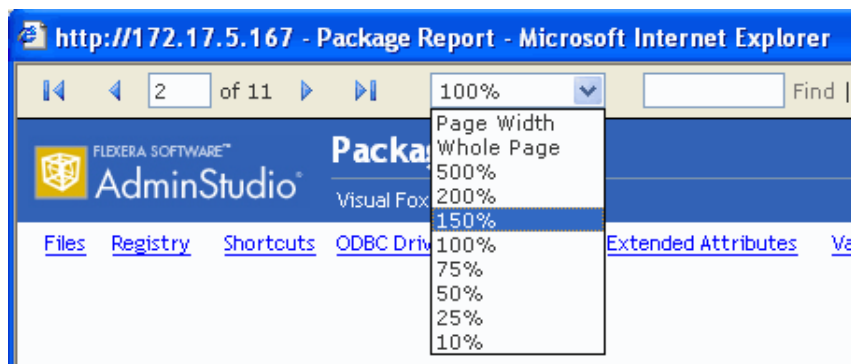 http://172.17.5.167 - Package Report - Microsoft Internet Explorer
2 of 11 100% Find |
Page Width
Whole Page
500%
200%
150%
100%
75%
50%
25%
10%
FLEXERA SOFTWARE™
AdminStudio
Visual Fox
Files Registry Shortcuts ODBC Extended Attributes